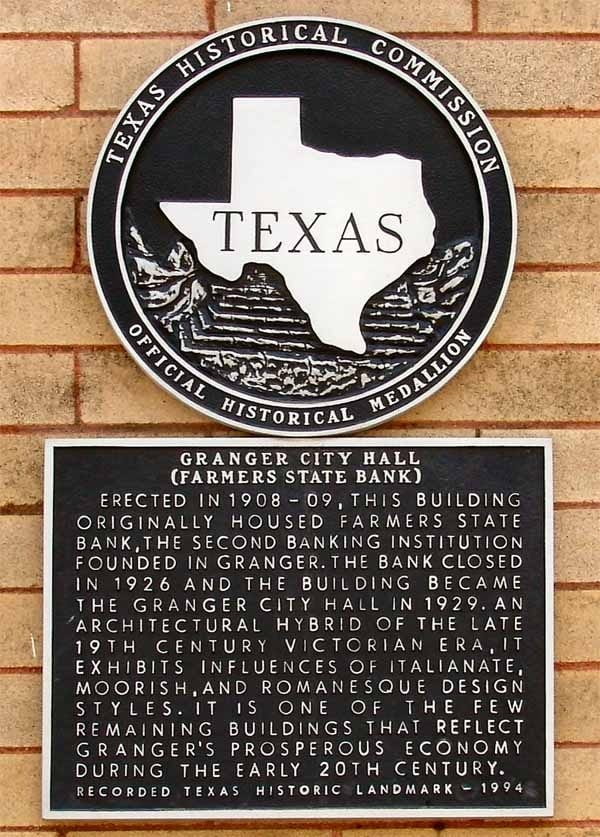 TEXAS HISTORICAL COMMISSION
TEXAS
OFFICIAL HISTORICAL MEDALLION
GRANGER CITY HALL
(FARMERS STATE BANK)
ERECTED IN 1908-09, THIS BUILDING
ORIGINALLY HOUSED FARMERS STATE
BANK, THE SECOND BANKING INSTITUTION
FOUNDED IN GRANGER. THE BANK CLOSED
IN 1926 AND THE BUILDING BECAME
THE GRANGER CITY HALL IN 1929. AN
ARCHITECTURAL HYBRID OF THE LATE
19TH CENTURY VICTORIAN ERA, IT
EXHIBITS INFLUENCES OF ITALIANATE,
MOORISH, AND ROMANESQUE DESIGN
STYLES. IT IS ONE OF THE FEW
REMAINING BUILDINGS THAT REFLECT
GRANGER'S PROSPEROUS ECONOMY
DURING THE EARLY 20TH CENTURY.
RECORDED TEXAS HISTORIC LANDMARK - 1994